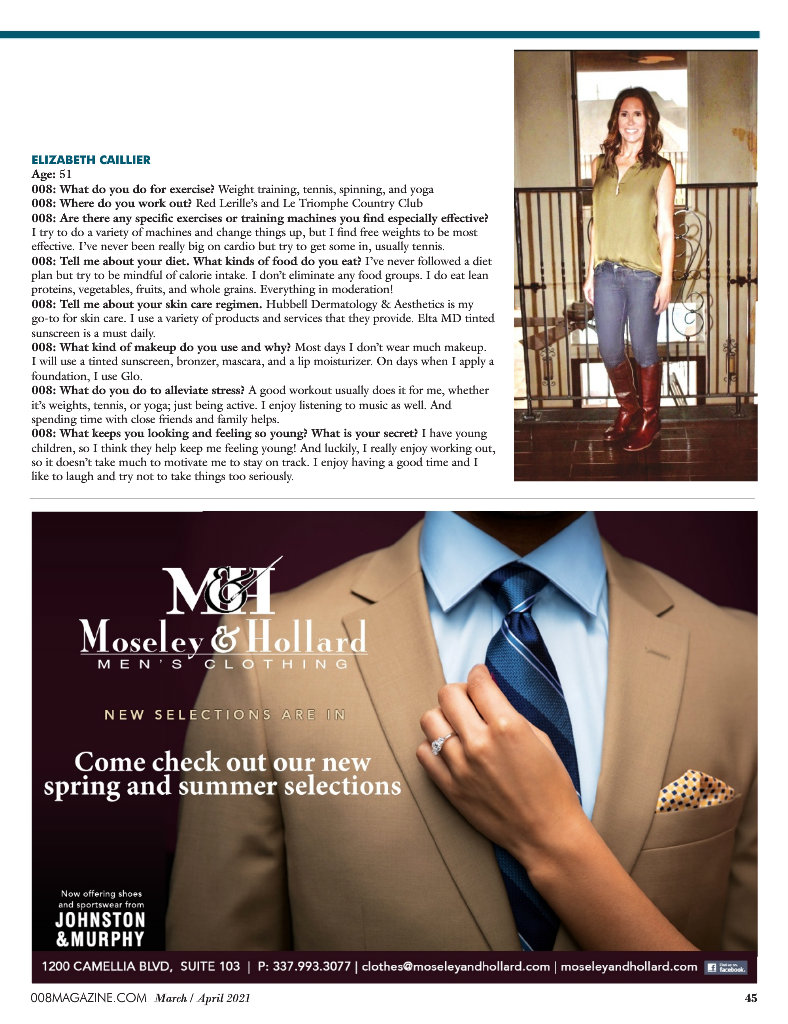 ELIZABETH CAILLIER
Age: 51
008: What do you do for exercise? Weight training, tennis, spinning, and yoga
008: Where do you work out? Red Lerille's and Le Triomphe Country Club
008: Are there any specific exercises or training machines you find especially effective?
I try to do a variety of machines and change things up, but I find free weights to be most
effective. I've never been really big on cardio but try to get some in, usually tennis.
008: Tell me about your diet. What kinds of food do you eat? I've never followed a diet
plan but try to be mindful of calorie intake. I don't eliminate any food groups. I do eat lean
proteins, vegetables, fruits, and whole grains. Everything in moderation!
008: Tell me about your skin care regimen. Hubbell Dermatology & Aesthetics is my
go-to for skin care. I use a variety of products and services that they provide. Elta MD tinted
sunscreen is a must daily.
008: What kind of makeup do you use and why? Most days I don't wear much makeup.
I will use a tinted sunscreen, bronzer, mascara, and a lip moisturizer. On days when I apply a
foundation, I use Glo.
008: What do you do to alleviate stress? A good workout usually does it for me, whether
it's weights, tennis, or yoga; just being active. I enjoy listening to music as well. And
spending time with close friends and family helps.
008: What keeps you looking and feeling so young? What is your secret? I have young
children, so I think they help keep me feeling young! And luckily, I really enjoy working out,
so it doesn't take much to motivate me to stay on track. I enjoy having a good time and I
like to laugh and try not to take things too seriously.
M&H
Moseley & Hollard
MEN'S CLOTHING
NEW SELECTIONS ARE IN
Come check out our new
spring and summer selections
Now offering shoes
and sportswear from
JOHNSTON
&MURPHY
1200 CAMELLIA BLVD, SUITE 103 | P: 337.993.3077 | clothes@moseleyandhollard.com | moseleyandhollard.com
facebook.
008MAGAZINE.COM March / April 2021
45